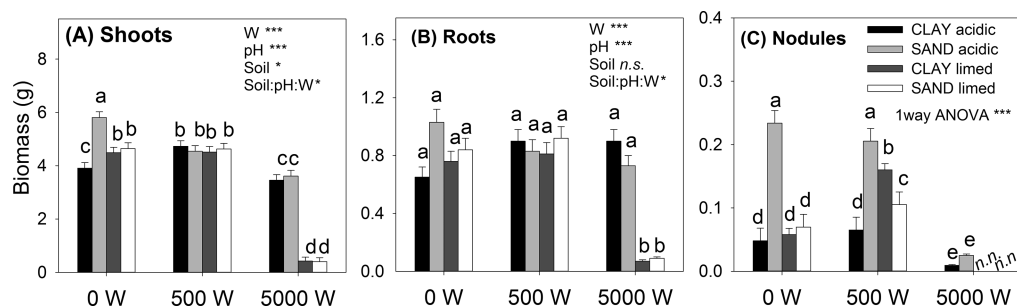 (A) Shoots
W ***
pH ***
Soil *
Soil:pH:W*
Biomass (g)
8
6
4
2
0
c a b b
b b b b
c c d d
0 W 500 W 5000 W
(B) Roots
W ***
pH ***
Soil n.s.
Soil:pH:W*
1.6
1.2
0.8
0.4
0.0
a a a a
a a a a
a a b b
0 W 500 W 5000 W
(C) Nodules
CLAY acidic
SAND acidic
CLAY limed
SAND limed
1way ANOVA ***
0.4
0.3
0.2
0.1
0.0
d a d d
d a b c
e e n.n. n.n
0 W 500 W 5000 W